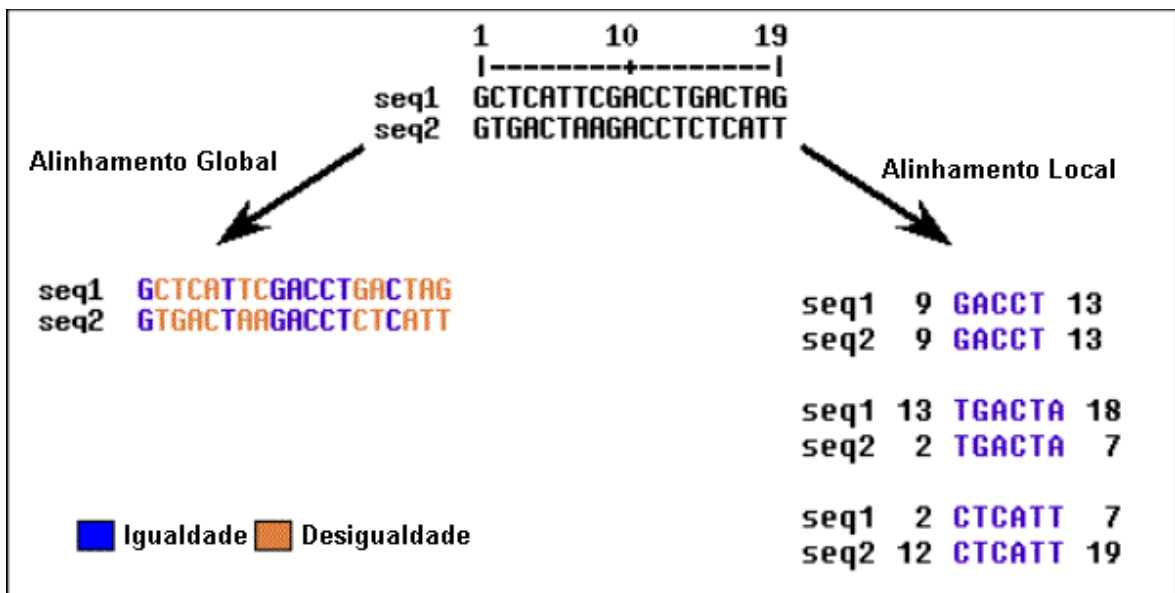 1 10 19
|--------+--------|
seq1 GCTCATTCGACCTGACTAG
seq2 GTGACTAAGACCTCTCATT
Alinhamento Global
Alinhamento Local
seq1 GCTCATTCGACCTGACTAG
seq2 GTGACTAAGACCTCTCATT
seq1 9 GACCT 13
seq2 9 GACCT 13
seq1 13 TGACTA 18
seq2 2 TGACTA 7
seq1 2 CTCATT 7
seq2 12 CTCATT 19
Igualdade Desigualdade